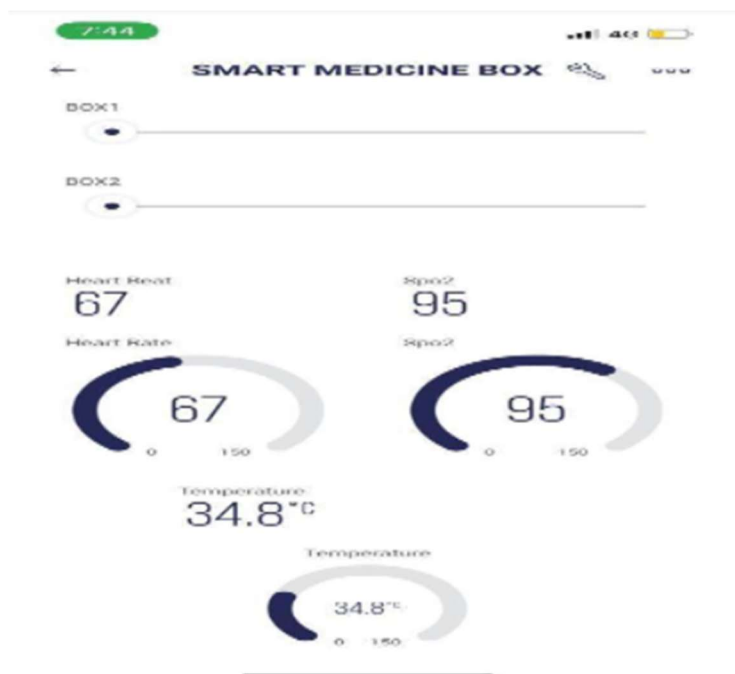 7:44 4G
SMART MEDICINE BOX
BOX1
BOX2
Heart Beat Spo2
67 95
Heart Rate Spo2
67 95
0 150 0 150
Temperature
34.8°C
Temperature
34.8°C
0 150